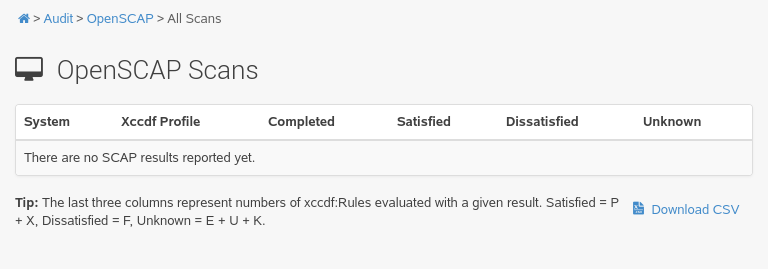 > Audit > OpenSCAP > All Scans
OpenSCAP Scans
System Xccdf Profile Completed Satisfied Dissatisfied Unknown
There are no SCAP results reported yet.
Tip: The last three columns represent numbers of xccdf:Rules evaluated with a given result. Satisfied = P
+ X, Dissatisfied = F, Unknown = E + U + K.
Download CSV